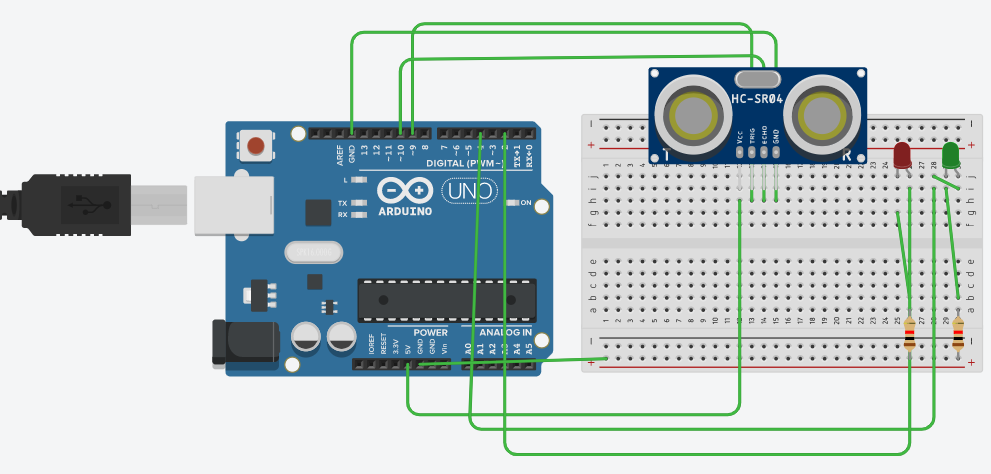 HC-SR04
VCC
TRIG
ECHO
GND
T
R
AREF
GND
13
12
~11
~10
~9
8
7
~6
~5
4
~3
2
TX→1
RX←0
DIGITAL (PWM~)
L
TX
RX
ARDUINO
UNO
ON
POWER
ANALOG IN
IOREF
RESET
3.3V
5V
GND
GND
Vin
A0
A1
A2
A4
A5
j
i
h
g
f
e
d
c
b
a